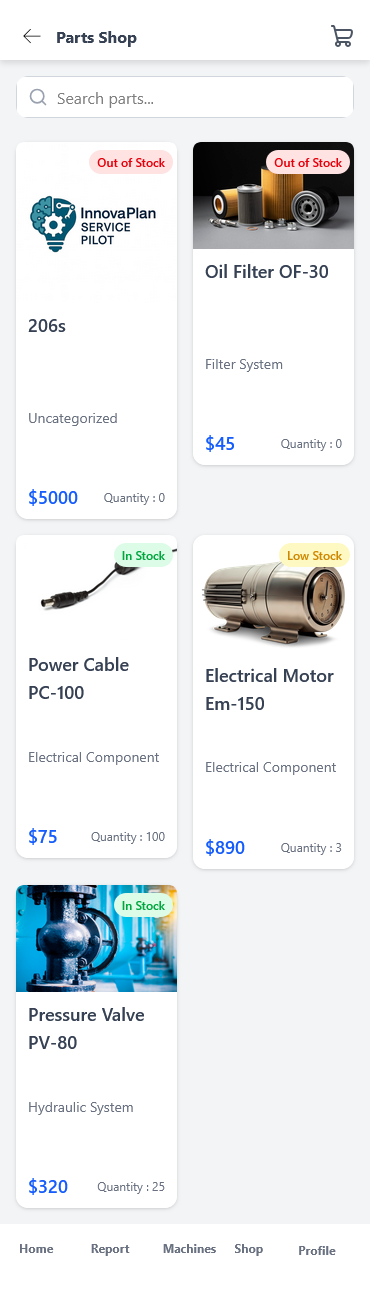 Parts Shop
Search parts...
Out of Stock
InnovaPlan
SERVICE
PILOT
206s
Uncategorized
$5000 Quantity : 0
Out of Stock
Oil Filter OF-30
Filter System
$45 Quantity : 0
In Stock
Power Cable
PC-100
Electrical Component
$75 Quantity : 100
Low Stock
Electrical Motor
Em-150
Electrical Component
$890 Quantity : 3
In Stock
Pressure Valve
PV-80
Hydraulic System
$320 Quantity : 25
Home Report Machines Shop Profile